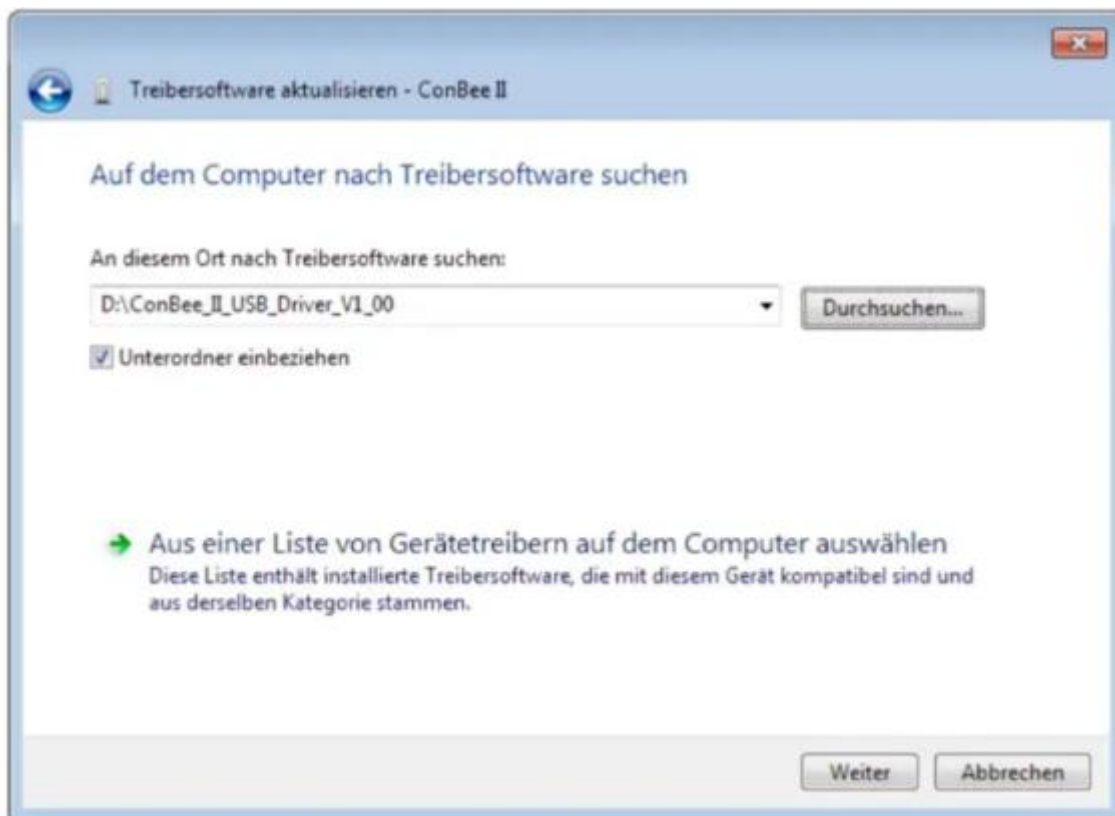 Treibersoftware aktualisieren - ConBee II
Auf dem Computer nach Treibersoftware suchen
An diesem Ort nach Treibersoftware suchen:
D:\ConBee_II_USB_Driver_V1_00
Durchsuchen...
Unterordner einbeziehen
Aus einer Liste von Gerätetreibern auf dem Computer auswählen
Diese Liste enthält installierte Treibersoftware, die mit diesem Gerät kompatibel sind und
aus derselben Kategorie stammen.
Weiter
Abbrechen